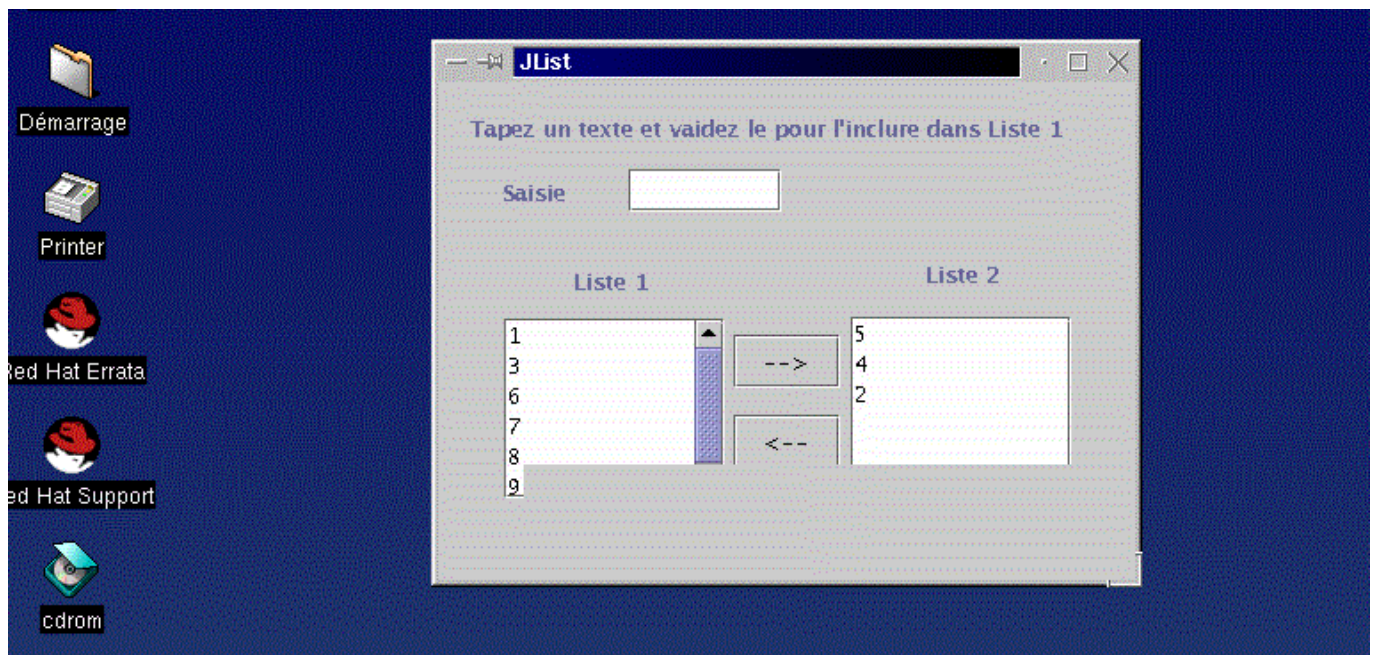 Démarrage
Printer
Red Hat Errata
ed Hat Support
cdrom
JList
Tapez un texte et vaidez le pour l'inclure dans Liste 1
Saisie
Liste 1
Liste 2
1
3
6
7
8
9
-->
<--
5
4
2